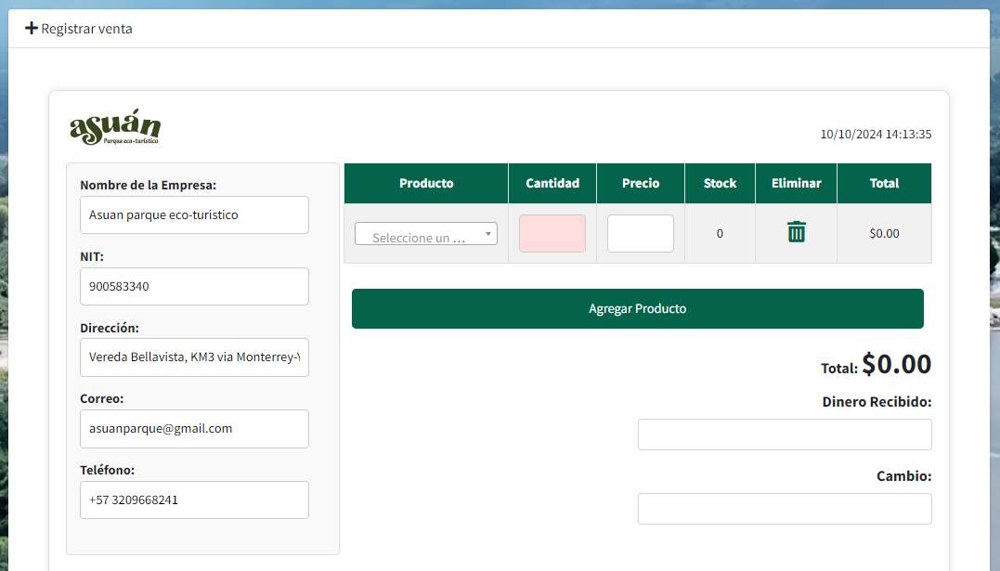 Registrar venta
asuán
Parque eco-turístico
10/10/2024 14:13:35
Nombre de la Empresa:
Asuan parque eco-turistico
NIT:
900583340
Dirección:
Vereda Bellavista, KM3 via Monterrey-
Correo:
asuanparque@gmail.com
Teléfono:
+57 3209668241
Producto Cantidad Precio Stock Eliminar Total
Seleccione un ... 0 $0.00
Agregar Producto
Total: $0.00
Dinero Recibido:
Cambio: